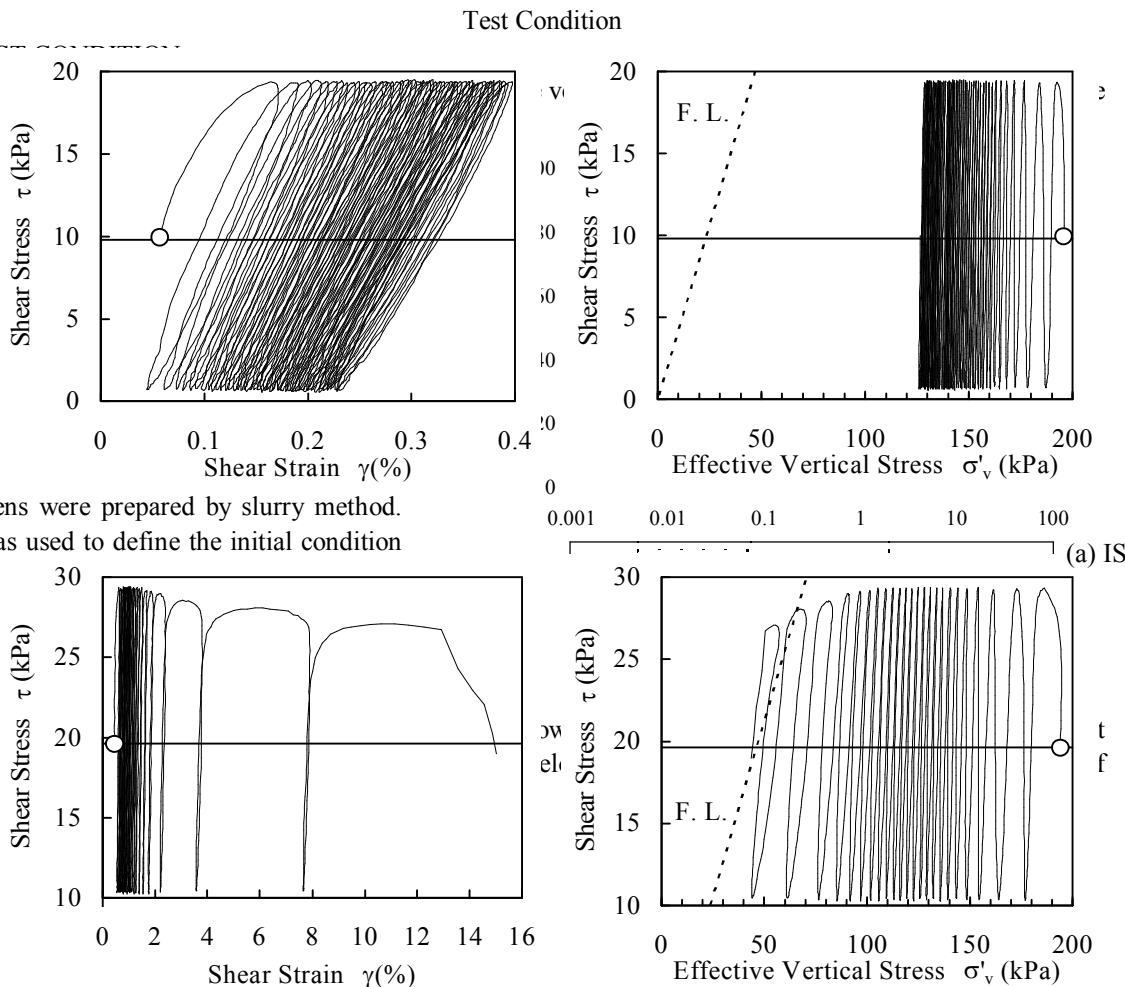 Test Condition
20
15
10
5
0
Shear Stress τ (kPa)
0 0.1 0.2 0.3 0.4
Shear Strain γ(%)
20
15
10
5
0
Shear Stress τ (kPa)
F. L.
0 50 100 150 200
Effective Vertical Stress σ'v (kPa)
e
00
80
60
40
20
0
0.001 0.01 0.1 1 10 100
ens were prepared by slurry method.
as used to define the initial condition
(a) IS
30
25
20
15
10
Shear Stress τ (kPa)
0 2 4 6 8 10 12 14 16
Shear Strain γ(%)
30
25
20
15
10
Shear Stress τ (kPa)
F. L.
0 50 100 150 200
Effective Vertical Stress σ'v (kPa)
t
f